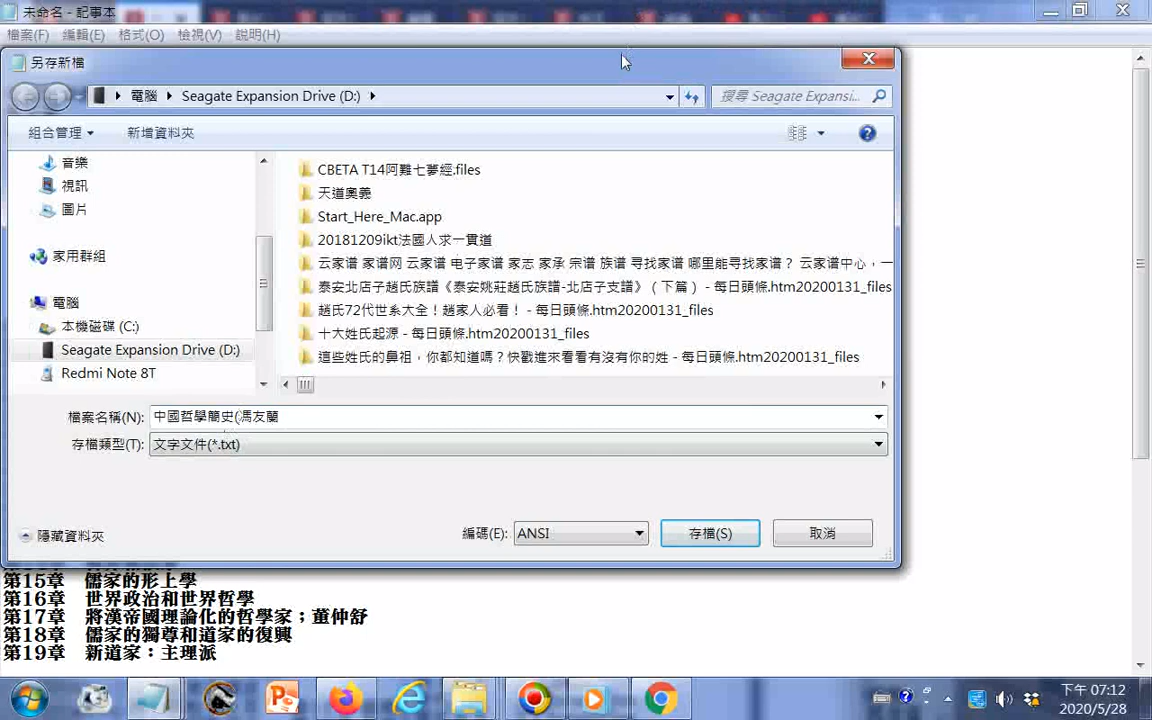 未命名 - 記事本
檔案(F) 編輯(E) 格式(O) 檢視(V) 說明(H)
另存新檔
電腦 Seagate Expansion Drive (D:) 搜尋 Seagate Expansi...
組合管理 新增資料夾
音樂
視訊
圖片
家用群組
電腦
本機磁碟 (C:)
Seagate Expansion Drive (D:)
Redmi Note 8T
CBETA T14阿難七夢經.files
天道奧義
Start_Here_Mac.app
20181209ikt法國人求一貫道
云家谱 家谱网 云家谱 电子家谱 家志 家承 宗谱 族谱 寻找家谱 哪里能寻找家谱？ 云家谱中心，一
泰安北店子趙氏族譜《泰安姚莊趙氏族譜-北店子支譜》（下篇） - 每日頭條.htm20200131_files
趙氏72代世系大全！趙家人必看！ - 每日頭條.htm20200131_files
十大姓氏起源 - 每日頭條.htm20200131_files
這些姓氏的鼻祖，你都知道嗎？快戳進來看看有沒有你的姓 - 每日頭條.htm20200131_files
檔案名稱(N): 中國哲學簡史(馮友蘭
存檔類型(T): 文字文件(*.txt)
隱藏資料夾 編碼(E): ANSI 存檔(S) 取消
第15章 儒家的形上學
第16章 世界政治和世界哲學
第17章 將漢帝國理論化的哲學家；董仲舒
第18章 儒家的獨尊和道家的復興
第19章 新道家：主理派
下午 07:12
2020/5/28